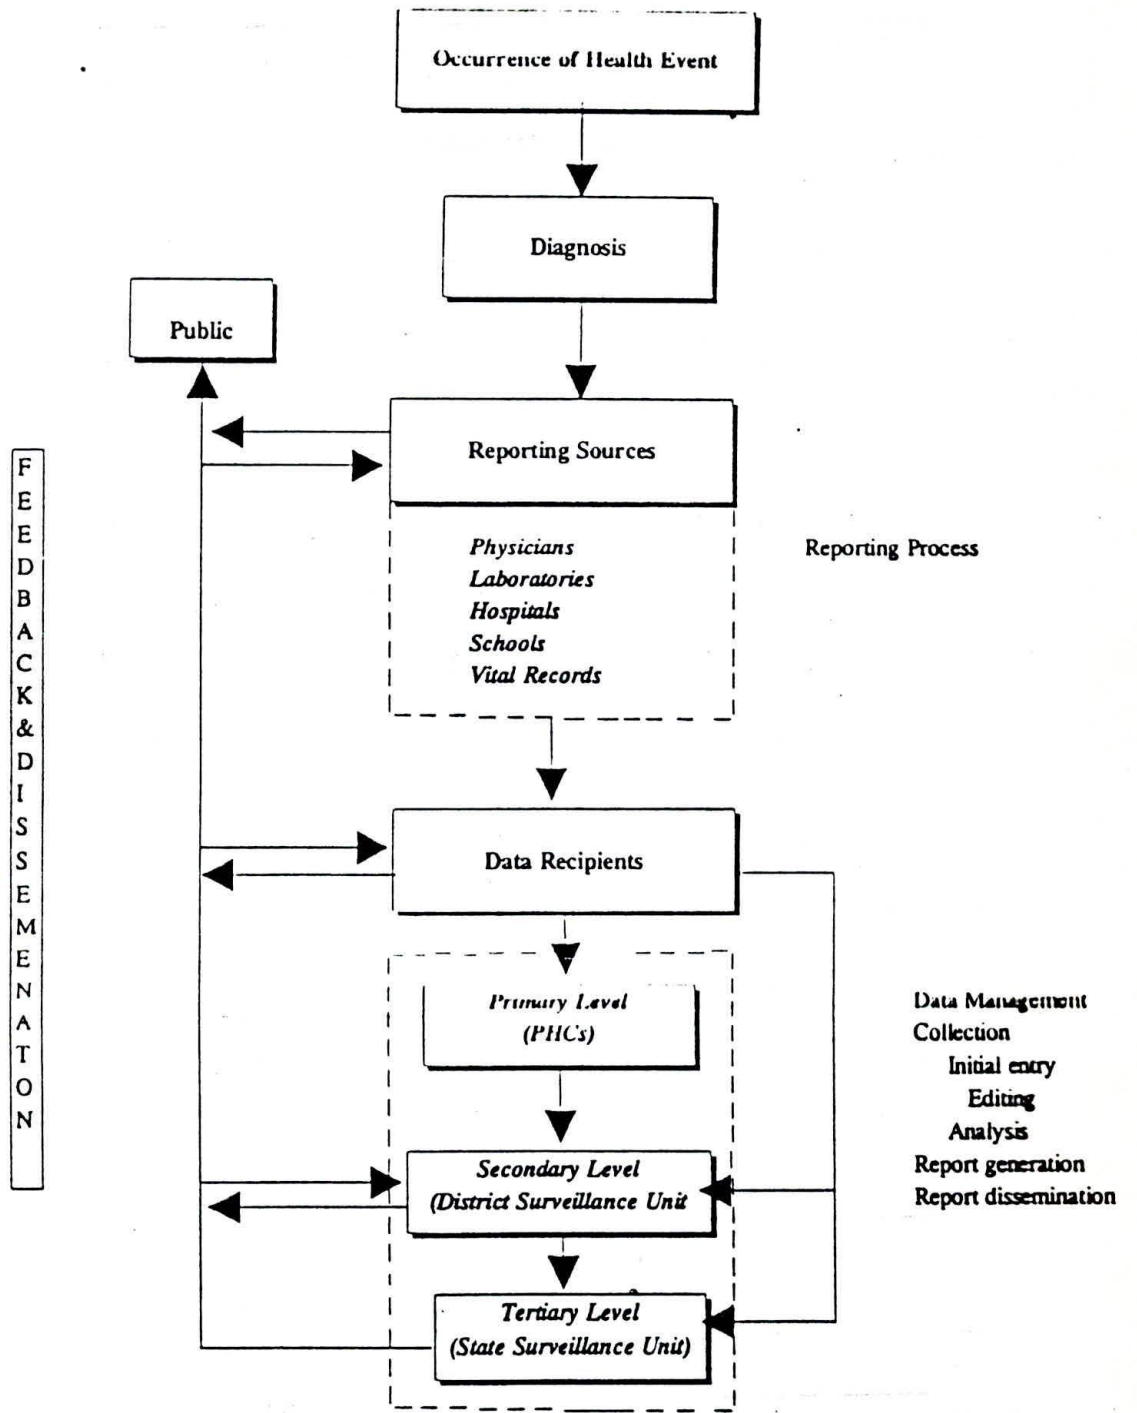 Occurrence of Health Event
Diagnosis
Public
Reporting Sources
Physicians
Laboratories
Hospitals
Schools
Vital Records
Reporting Process
FEEDBACK&DISSEMENATON
Data Recipients
Primary Level
(PHCs)
Secondary Level
(District Surveillance Unit
Tertiary Level
(State Surveillance Unit)
Data Management
Collection
Initial entry
Editing
Analysis
Report generation
Report dissemination